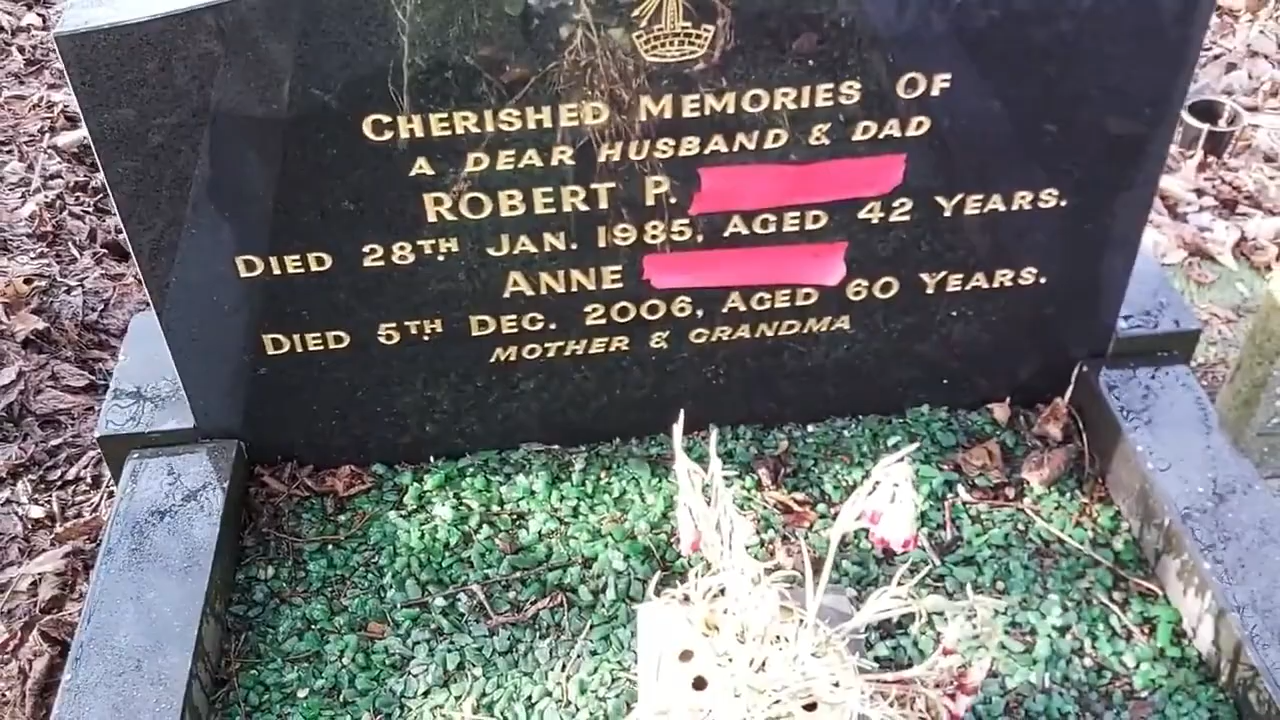 CHERISHED MEMORIES OF
A DEAR HUSBAND & DAD
ROBERT P.
DIED 28TH JAN. 1985, AGED 42 YEARS.
ANNE
DIED 5TH DEC. 2006, AGED 60 YEARS.
MOTHER & GRANDMA